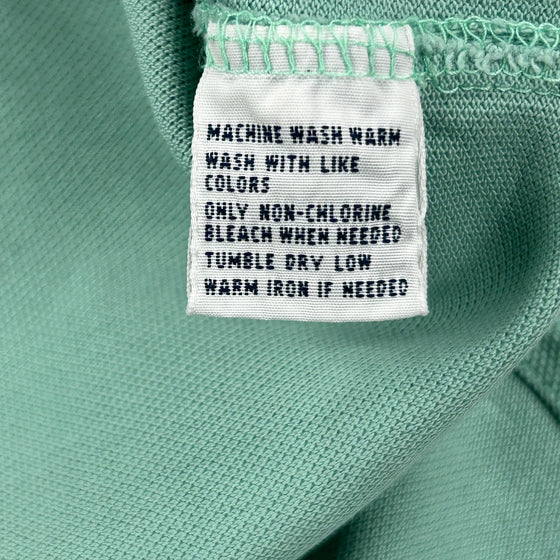 MACHINE WASH WARM
WASH WITH LIKE
COLORS
ONLY NON-CHLORINE
BLEACH WHEN NEEDED
TUMBLE DRY LOW
WARM IRON IF NEEDED